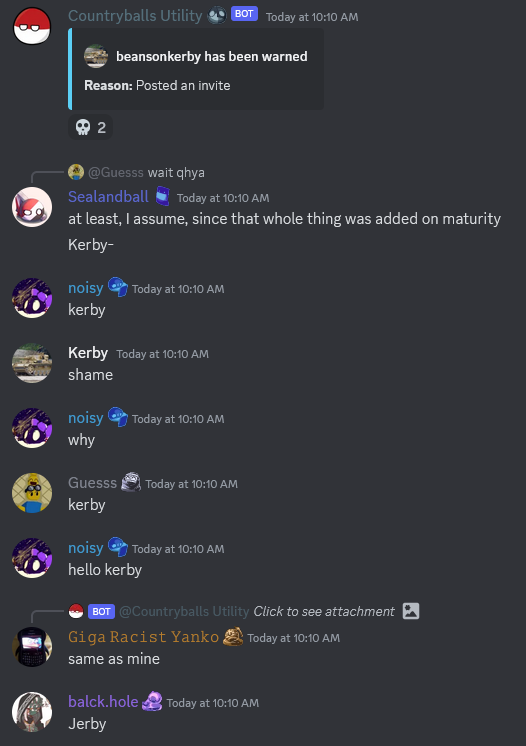 Countryballs Utility BOT Today at 10:10 AM
beansonkerby has been warned
Reason: Posted an invite
2
@Guesss wait qhya
Sealandball Today at 10:10 AM
at least, I assume, since that whole thing was added on maturity
Kerby-
noisy Today at 10:10 AM
kerby
Kerby Today at 10:10 AM
shame
noisy Today at 10:10 AM
why
Guesss Today at 10:10 AM
kerby
noisy Today at 10:10 AM
hello kerby
BOT @Countryballs Utility Click to see attachment
Giga Racist Yanko Today at 10:10 AM
same as mine
balck.hole Today at 10:10 AM
Jerby